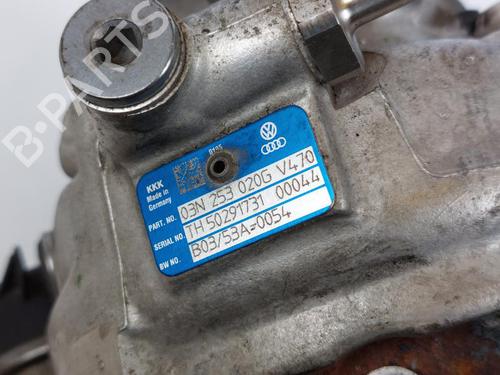 B-PARTS
KKK
Made in
Germany
PART. NO. 03N 253 020G V470
SERIAL NO. TH 50291731 00044
BW NO. B03/53A-0054